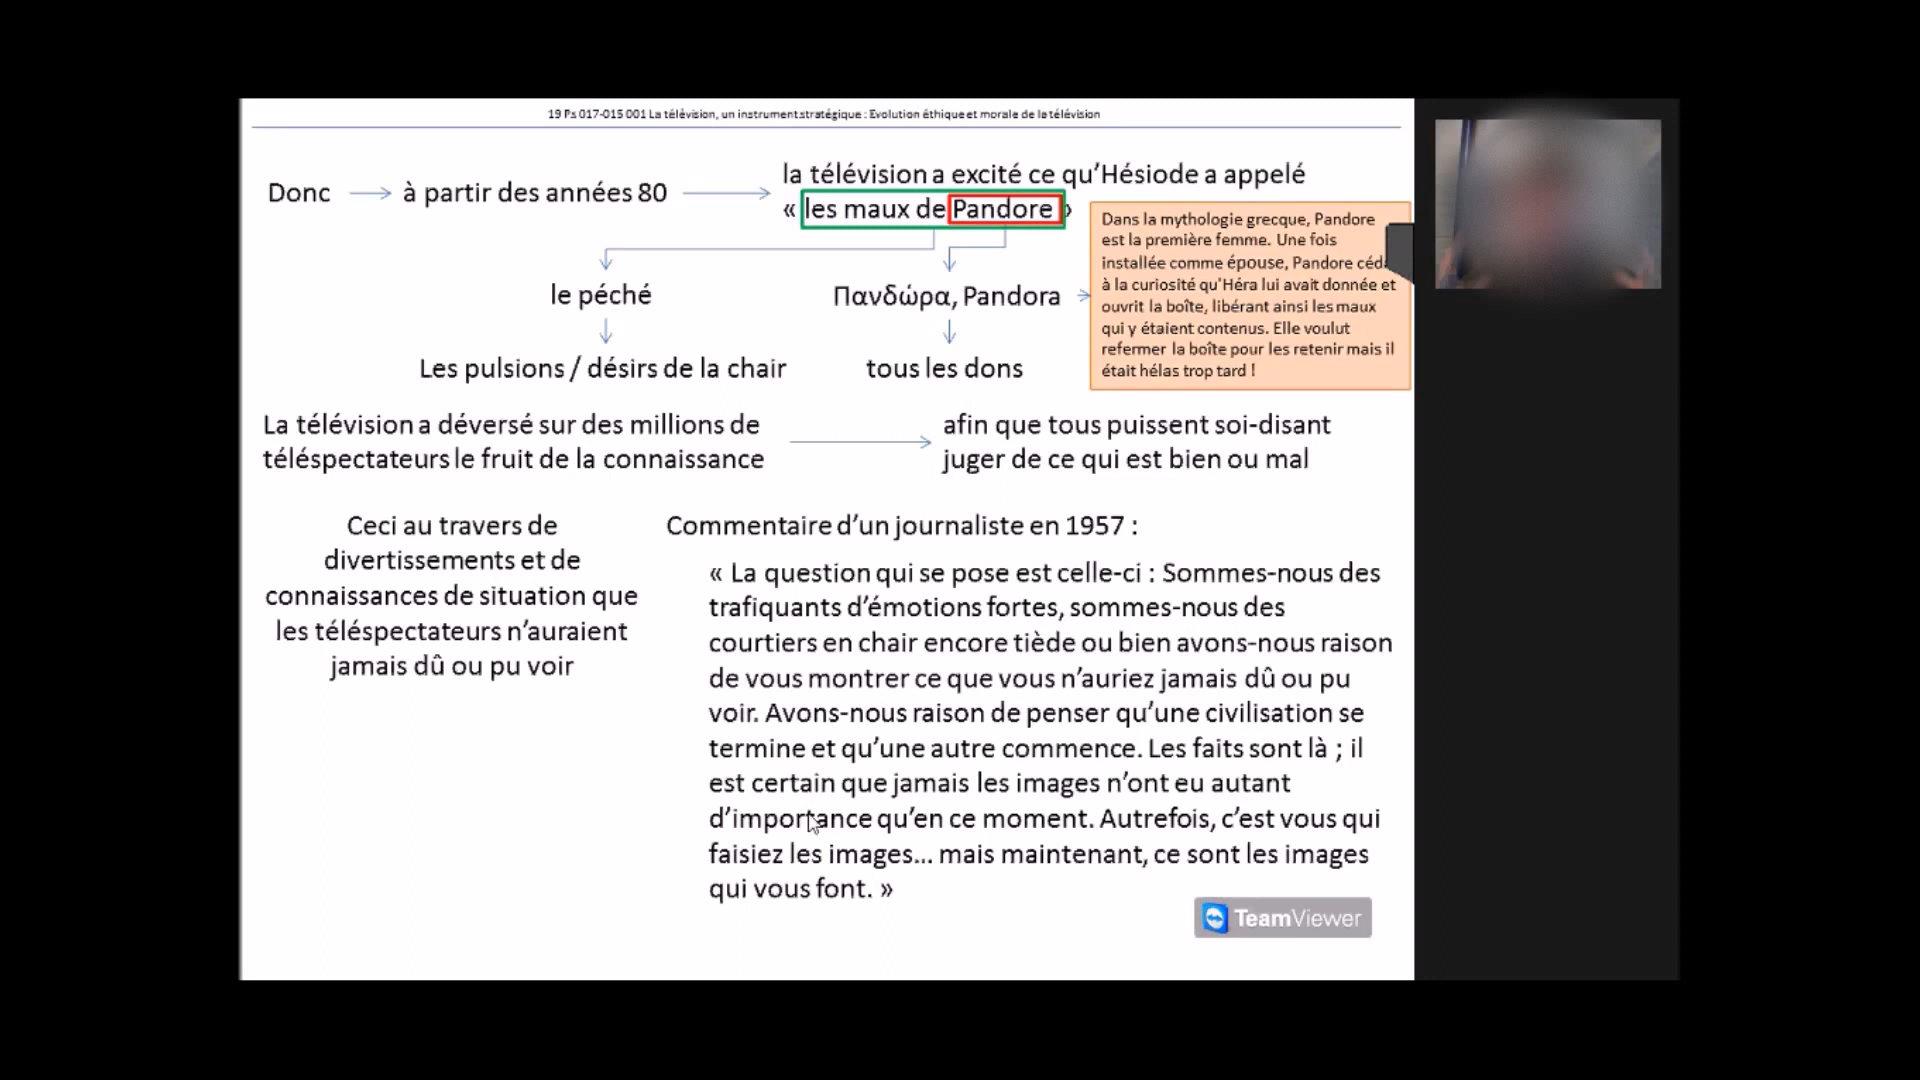 19 Ps 017-015 001 La télévision, un instrument stratégique : Evolution éthique et morale de la télévision
Donc
à partir des années 80
la télévision a excité ce qu’Hésiode a appelé
« les maux de Pandore »
le péché
Les pulsions / désirs de la chair
Πανδώρα, Pandora
tous les dons
Dans la mythologie grecque, Pandore
est la première femme. Une fois
installée comme épouse, Pandore céda
à la curiosité qu'Héra lui avait donnée et
ouvrit la boîte, libérant ainsi les maux
qui y étaient contenus. Elle voulut
refermer la boîte pour les retenir mais il
était hélas trop tard !
La télévision a déversé sur des millions de
téléspectateurs le fruit de la connaissance
afin que tous puissent soi-disant
juger de ce qui est bien ou mal
Ceci au travers de
divertissements et de
connaissances de situation que
les téléspectateurs n’auraient
jamais dû ou pu voir
Commentaire d’un journaliste en 1957 :
« La question qui se pose est celle-ci : Sommes-nous des
trafiquants d’émotions fortes, sommes-nous des
courtiers en chair encore tiède ou bien avons-nous raison
de vous montrer ce que vous n’auriez jamais dû ou pu
voir. Avons-nous raison de penser qu’une civilisation se
termine et qu’une autre commence. Les faits sont là ; il
est certain que jamais les images n’ont eu autant
d’importance qu’en ce moment. Autrefois, c’est vous qui
faisiez les images… mais maintenant, ce sont les images
qui vous font. »
TeamViewer